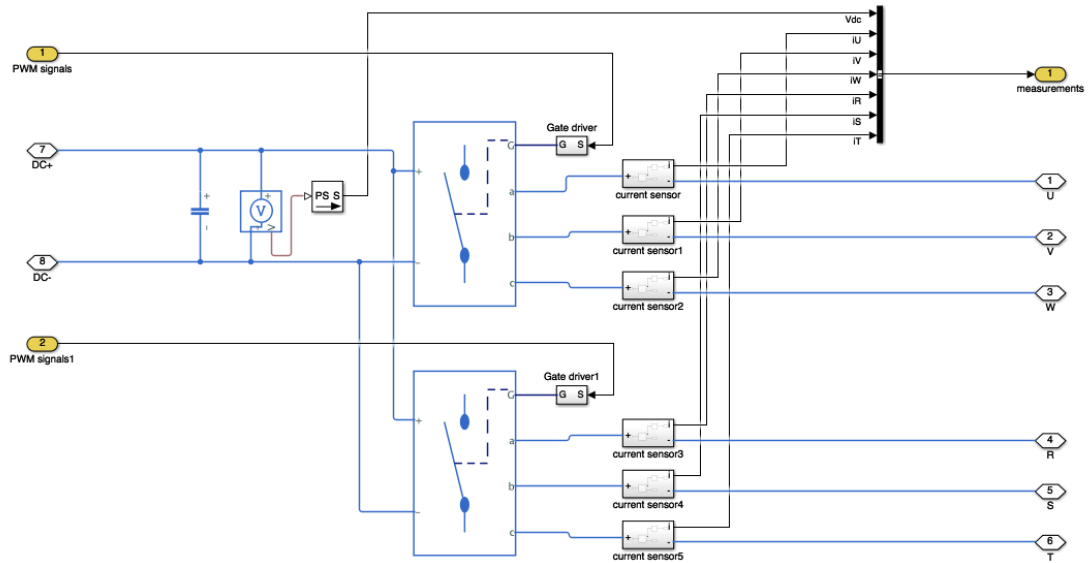 Vdc
iU
1
PWM signals
iV
iW
1
measurements
iR
iS
iT
Gate driver
G S
G
7
DC+
+
a
+ i
-
current sensor
1
U
+
-
V
+
V
PS S
b
+ i
-
current sensor1
2
V
8
DC-
-
c
+ i
-
current sensor2
3
W
2
PWM signals1
Gate driver1
G S
G
+
a
+ i
-
current sensor3
4
R
b
+ i
-
current sensor4
5
S
-
c
+ i
-
current sensor5
6
T